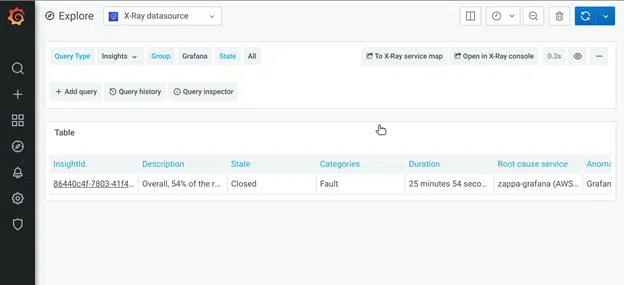 Explore X-Ray datasource
Query Type Insights Group Grafana State All To X-Ray service map Open in X-Ray console 0.3s
+ Add query Query history Query inspector
Table
InsightId Description State Categories Duration Root cause service Anoma
86440c4f-7803-41f4... Overall, 54% of the r... Closed Fault 25 minutes 54 seco... zappa-grafana (AWS... Grafan